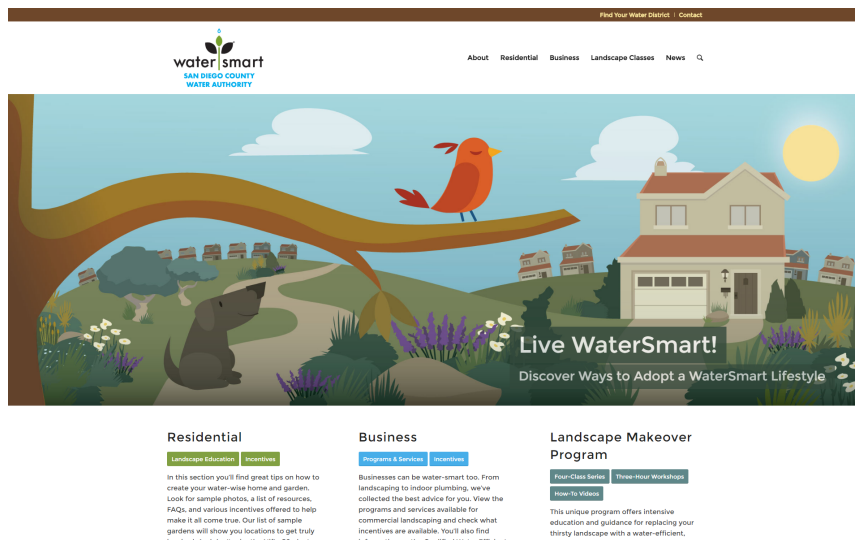 Find Your Water District | Contact
water smart
SAN DIEGO COUNTY
WATER AUTHORITY
About Residential Business Landscape Classes News
Live WaterSmart!
Discover Ways to Adopt a WaterSmart Lifestyle
Residential
Landscape Education Incentives
In this section you'll find great tips on how to
create your water-wise home and garden.
Look for sample photos, a list of resources,
FAQs, and various incentives offered to help
make it all come true. Our list of sample
gardens will show you locations to get truly
Business
Programs & Services Incentives
Businesses can be water-smart too. From
landscaping to indoor plumbing, we've
collected the best advice for you. View the
programs and services available for
commercial landscaping and check what
incentives are available. You'll also find
Landscape Makeover
Program
Four-Class Series Three-Hour Workshops
How-To Videos
This unique program offers intensive
education and guidance for replacing your
thirsty landscape with a water-efficient,